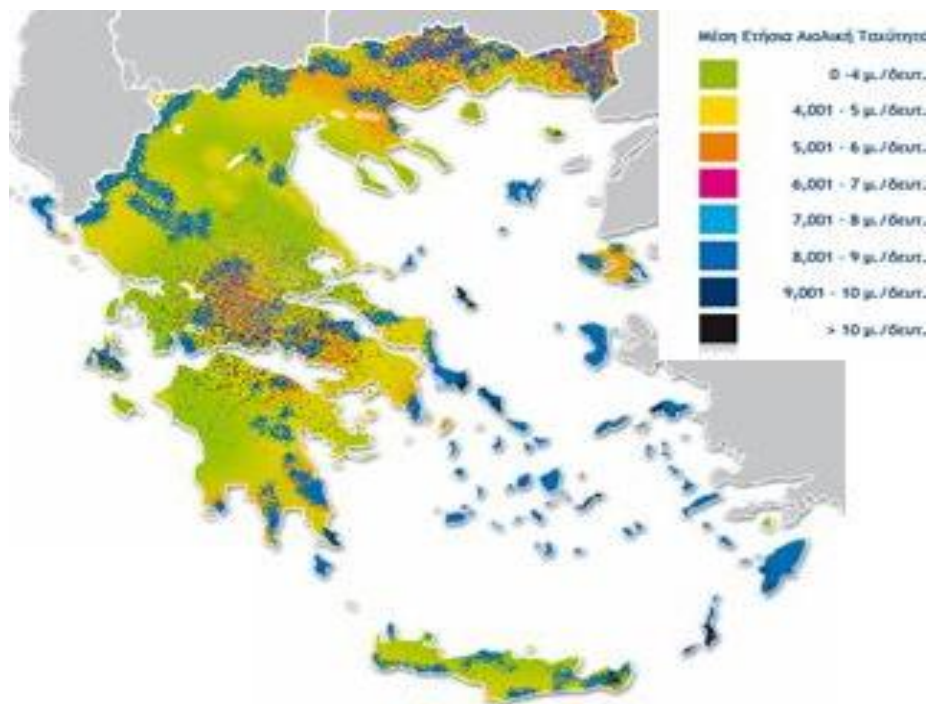 Μέση Ετήσια Αιολική Ταχύτητα
0 -4 μ./δευτ.
4,001 - 5 μ./δευτ.
5,001 - 6 μ./δευτ.
6,001 - 7 μ./δευτ.
7,001 - 8 μ./δευτ.
8,001 - 9 μ./δευτ.
9,001 - 10 μ./δευτ.
> 10 μ./δευτ.